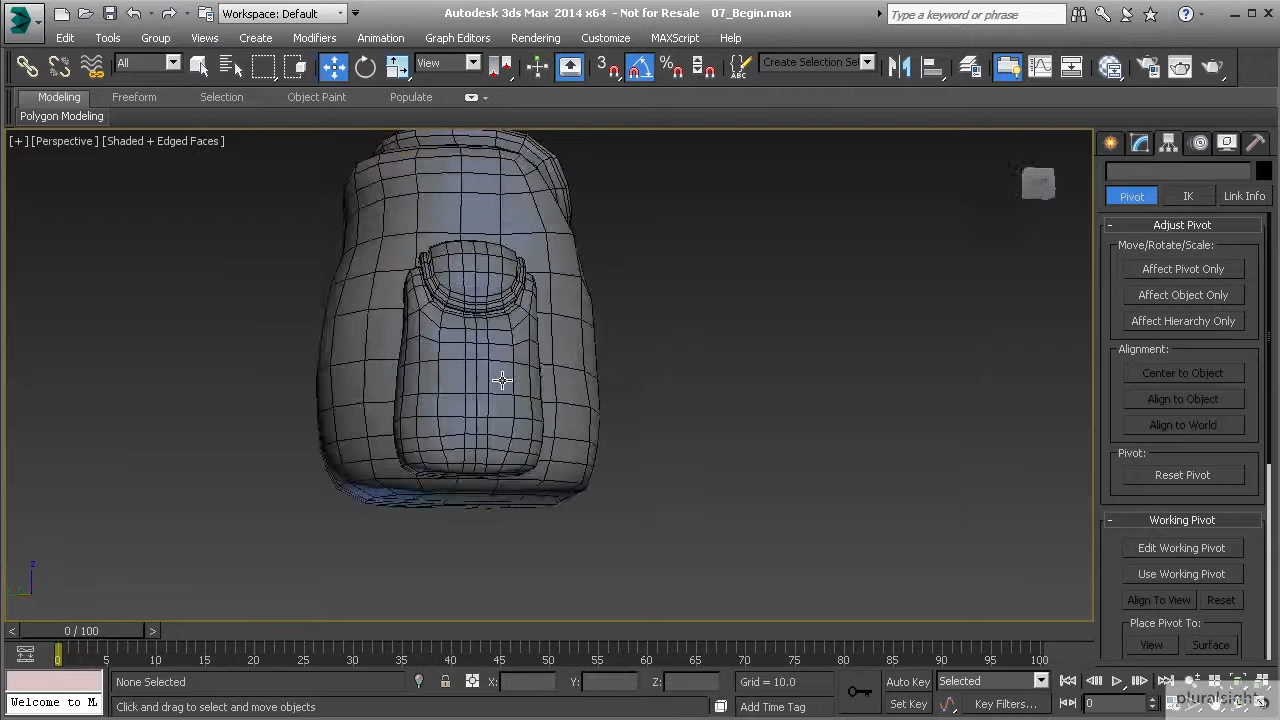 Workspace: Default
Autodesk 3ds Max 2014 x64 - Not for Resale 07_Begin.max
Type a keyword or phrase
Edit Tools Group Views Create Modifiers Animation Graph Editors Rendering Customize MAXScript Help
All View 3 Create Selection Se
Modeling Freeform Selection Object Paint Populate
Polygon Modeling
[+] [Perspective] [Shaded + Edged Faces]
Pivot IK Link Info
- Adjust Pivot
Move/Rotate/Scale:
Affect Pivot Only
Affect Object Only
Affect Hierarchy Only
Alignment:
Center to Object
Align to Object
Align to World
Pivot:
Reset Pivot
- Working Pivot
Edit Working Pivot
Use Working Pivot
Align To View Reset
Place Pivot To:
View Surface
z
< 0 / 100 >
0 5 10 15 20 25 30 35 40 45 50 55 60 65 70 75 80 85 90 95 100
None Selected X: Y: Z: Grid = 10.0 Auto Key Selected
Welcome to M. Click and drag to select and move objects Add Time Tag Set Key Key Filters... 0
pluralsight